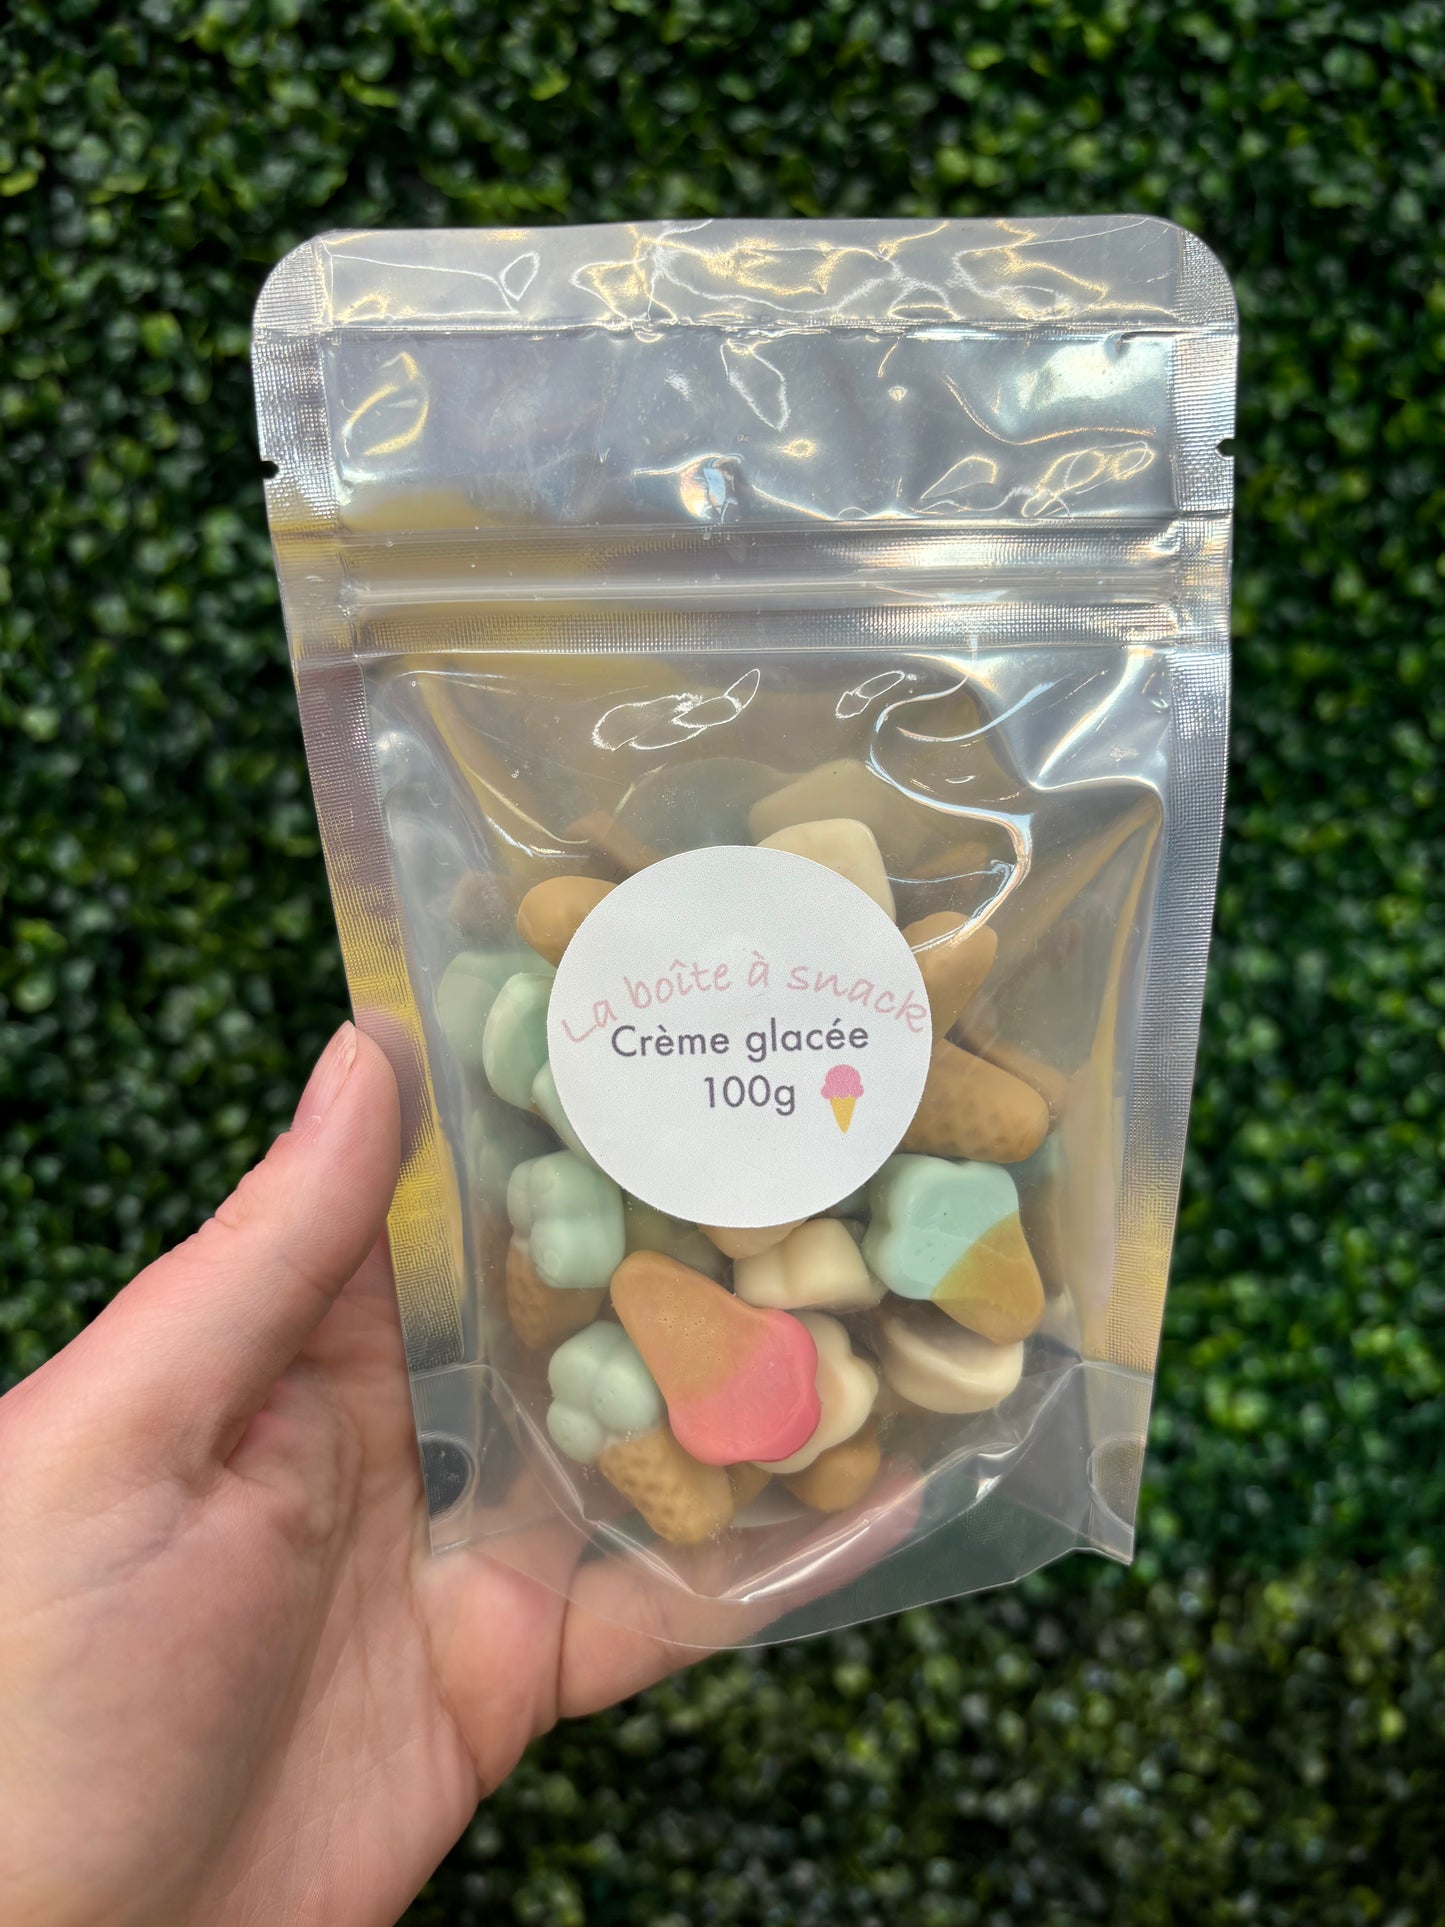 La boîte à snack
Crème glacée
100g